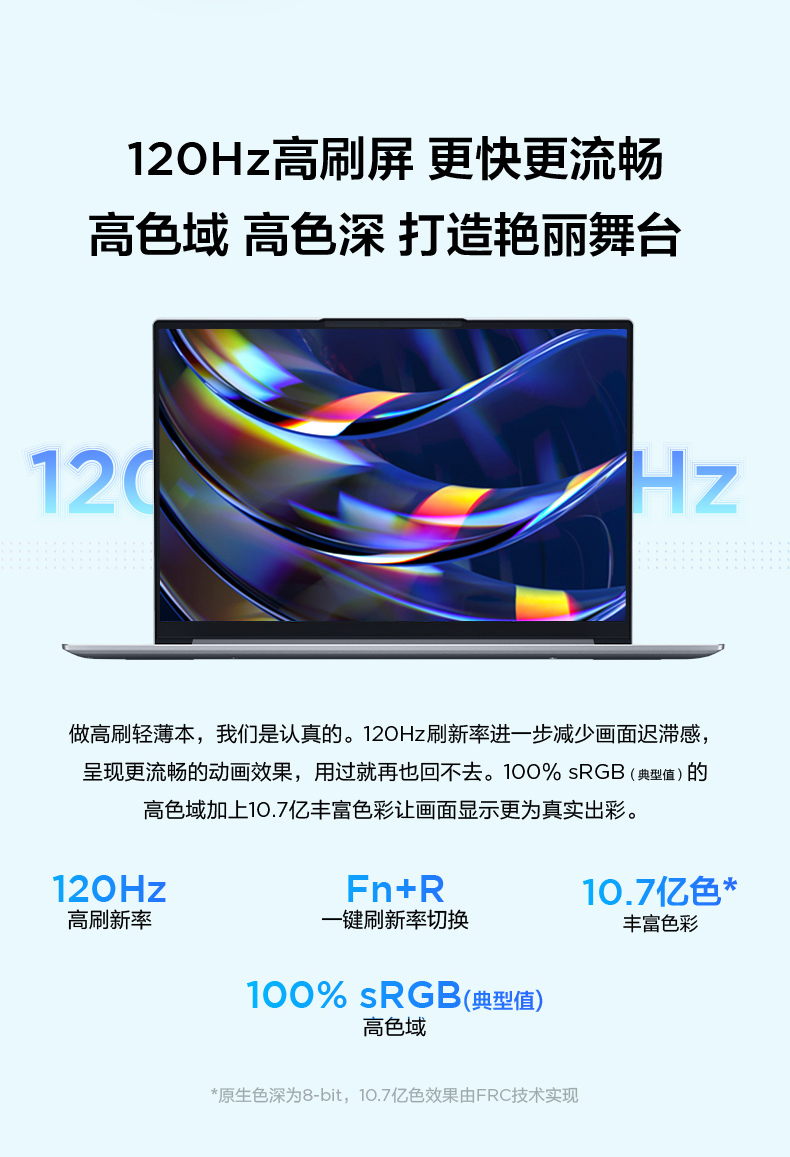 120Hz高刷屏 更快更流畅
高色域 高色深 打造艳丽舞台
120 Hz
做高刷轻薄本，我们是认真的。120Hz刷新率进一步减少画面迟滞感，
呈现更流畅的动画效果，用过就再也回不去。100% sRGB（典型值）的
高色域加上10.7亿丰富色彩让画面显示更为真实出彩。
120Hz Fn+R 10.7亿色*
高刷新率 一键刷新率切换 丰富色彩
100% sRGB(典型值)
高色域
*原生色深为8-bit，10.7亿色效果由FRC技术实现